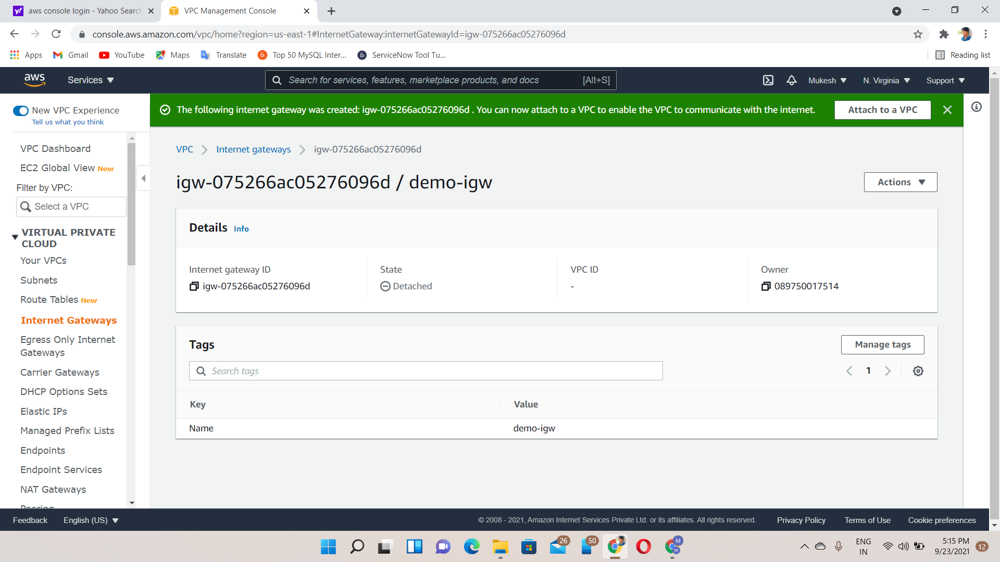 aws console login - Yahoo Search
VPC Management Console
console.aws.amazon.com/vpc/home?region=us-east-1#InternetGateway:internetGatewayId=igw-075266ac05276096d
Apps
Gmail
YouTube
Maps
Translate
Top 50 MySQL Inter...
ServiceNow Tool Tu...
Reading list
aws
Services
Search for services, features, marketplace products, and docs
[Alt+S]
Mukesh
N. Virginia
Support
New VPC Experience
Tell us what you think
The following internet gateway was created: igw-075266ac05276096d . You can now attach to a VPC to enable the VPC to communicate with the internet.
Attach to a VPC
VPC Dashboard
EC2 Global View New
Filter by VPC:
Select a VPC
VIRTUAL PRIVATE
CLOUD
Your VPCs
Subnets
Route Tables New
Internet Gateways
Egress Only Internet
Gateways
Carrier Gateways
DHCP Options Sets
Elastic IPs
Managed Prefix Lists
Endpoints
Endpoint Services
NAT Gateways
Peering
VPC
Internet gateways
igw-075266ac05276096d
igw-075266ac05276096d / demo-igw
Actions
Details Info
Internet gateway ID
igw-075266ac05276096d
State
Detached
VPC ID
-
Owner
089750017514
Tags
Manage tags
Search tags
1
Key
Value
Name
demo-igw
Feedback
English (US)
© 2008 - 2021, Amazon Internet Services Private Ltd. or its affiliates. All rights reserved.
Privacy Policy
Terms of Use
Cookie preferences
26
50
M
M
ENG
IN
5:15 PM
9/23/2021
12